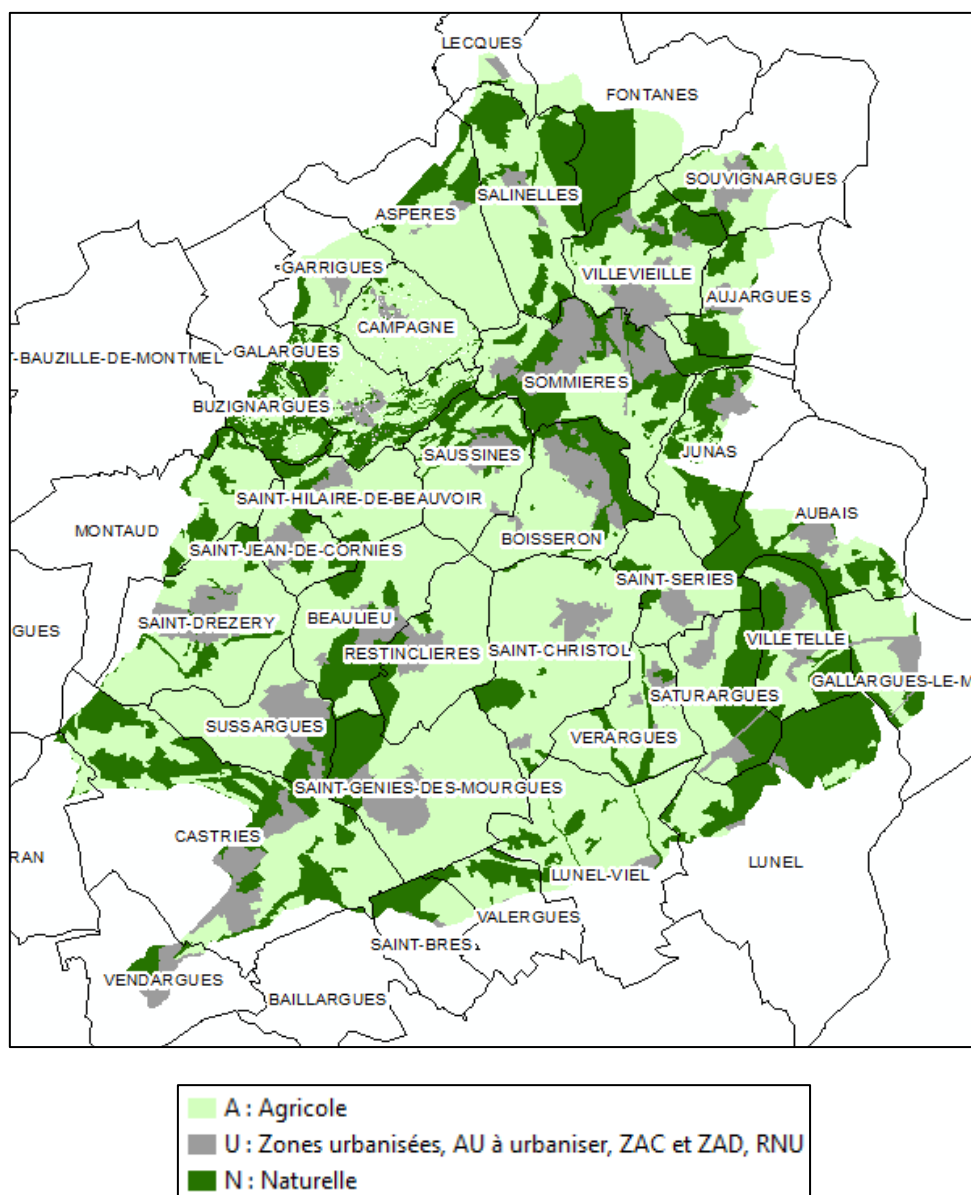 LECQUES
FONTANES
SOUVIGNARGUES
SALINELLES
ASPERES
GARRIGUES
VILLEVIEILLE
AUJARGUES
CAMPAGNE
GALARGUES
T-BAUZILLE-DE-MONTMEL
SOMMIERES
BUZIGNARGUES
SAUSSINES
JUNAS
SAINT-HILAIRE-DE-BEAUVOIR
AUBAIS
MONTAUD
BOISSERON
SAINT-JEAN-DE-CORNIES
SAINT-SERIES
BEAULIEU
SAINT-DREZERY
GUES
VILLETELLE
RESTINCLIERES
SAINT-CHRISTOL
GALLARGUES-LE-M
SATURARGUES
SUSSARGUES
VERARGUES
SAINT-GENIES-DES-MOURGUES
CASTRIES
RAN
LUNEL
LUNEL-VIEL
VALERGUES
SAINT-BRES
VENDARGUES
BAILLARGUES
A : Agricole
U : Zones urbanisées, AU à urbaniser, ZAC et ZAD, RNU
N : Naturelle